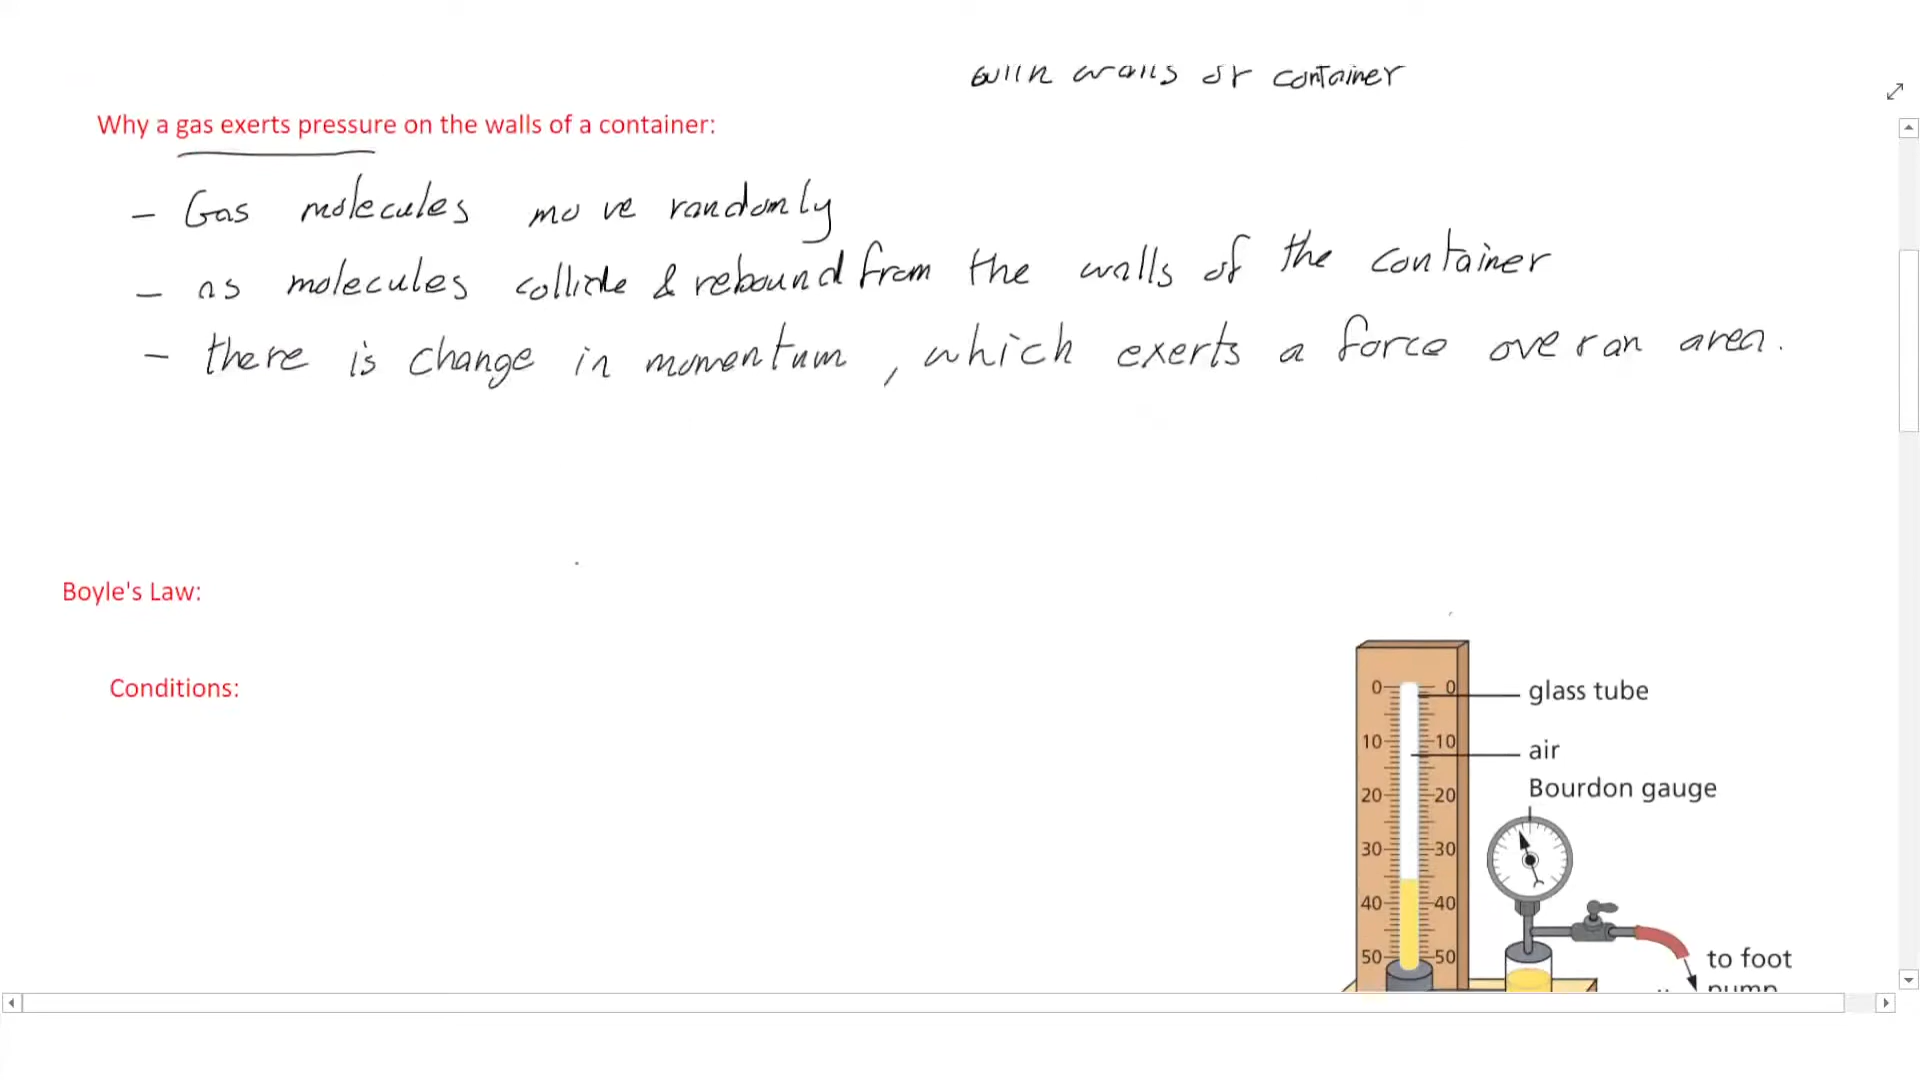 with walls of container
Why a gas exerts pressure on the walls of a container:
- Gas molecules move randomly
- as molecules collide & rebound from the walls of the container
- there is change in momentum, which exerts a force over an area.
Boyle's Law:
Conditions:
glass tube
air
Bourdon gauge
0 0
10 10
20 20
30 30
40 40
50 50
to foot
pump